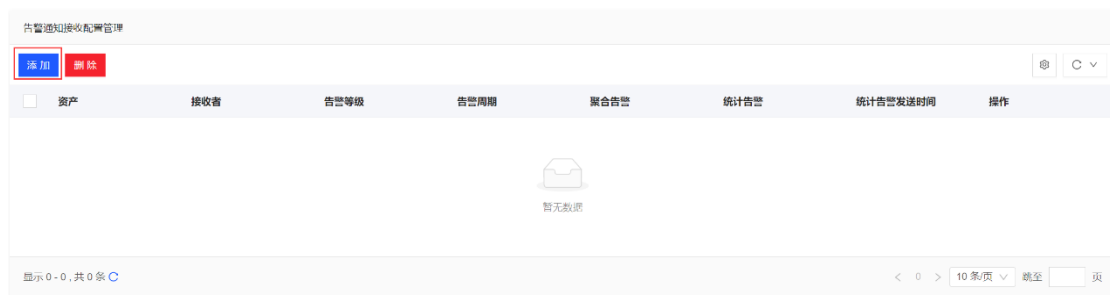 告警通知接收配置管理
添加 删除
资产 接收者 告警等级 告警周期 聚合告警 统计告警 统计告警发送时间 操作
暂无数据
显示 0 - 0 , 共 0 条 < 0 > 10 条/页 跳至 页